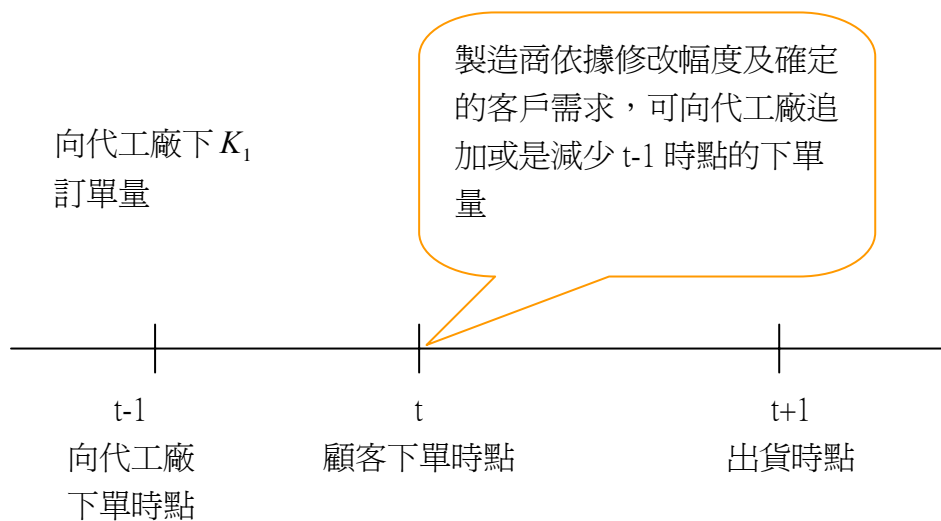 製造商依據修改幅度及確定
的客戶需求，可向代工廠追
加或是減少 t-1 時點的下單
量
向代工廠下 K₁
訂單量
t-1
向代工廠
下單時點
t
顧客下單時點
t+1
出貨時點